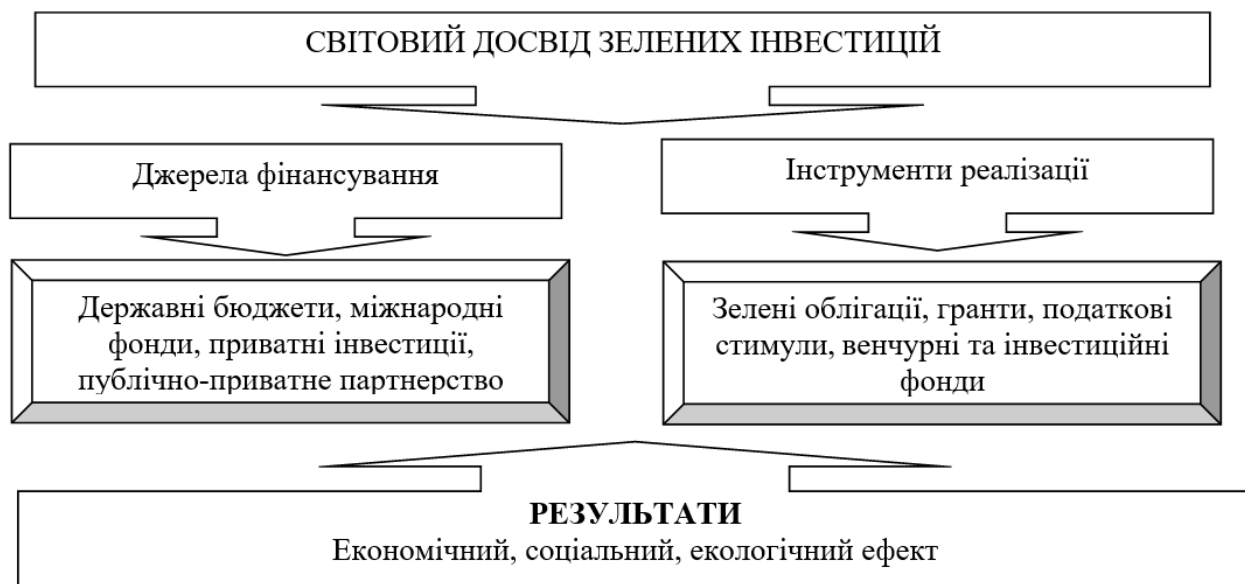 СВІТОВИЙ ДОСВІД ЗЕЛЕНИХ ІНВЕСТИЦІЙ
Джерела фінансування
Інструменти реалізації
Державні бюджети, міжнародні
фонди, приватні інвестиції,
публічно-приватне партнерство
Зелені облігації, гранти, податкові
стимули, венчурні та інвестиційні
фонди
РЕЗУЛЬТАТИ
Економічний, соціальний, екологічний ефект